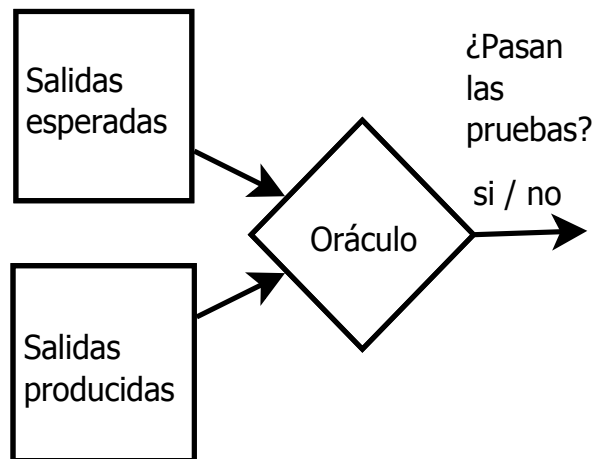 Salidas
esperadas
¿Pasan
las
pruebas?
si / no
Oráculo
Salidas
producidas